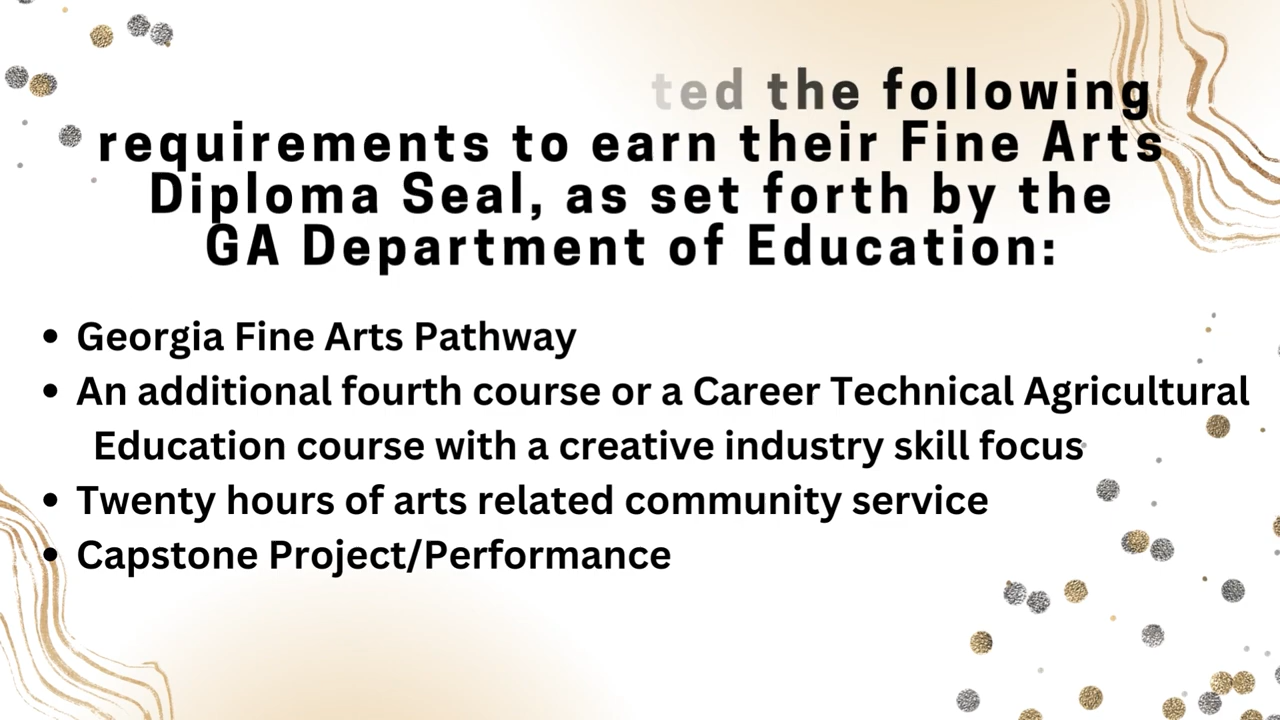 the following
requirements to earn their Fine Arts
Diploma Seal, as set forth by the
GA Department of Education:
• Georgia Fine Arts Pathway
• An additional fourth course or a Career Technical Agricultural
Education course with a creative industry skill focus
• Twenty hours of arts related community service
• Capstone Project/Performance